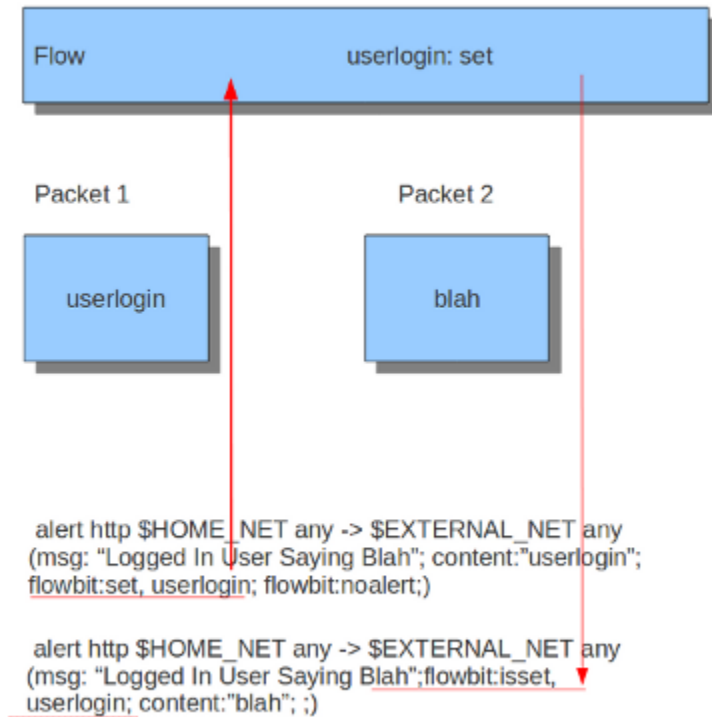 Flow userlogin: set
Packet 1 Packet 2
userlogin blah
alert http $HOME_NET any -> $EXTERNAL_NET any
(msg: “Logged In User Saying Blah”; content:”userlogin”;
flowbit:set, userlogin; flowbit:noalert;)
alert http $HOME_NET any -> $EXTERNAL_NET any
(msg: “Logged In User Saying Blah”;flowbit:isset,
userlogin; content:”blah”; ;)